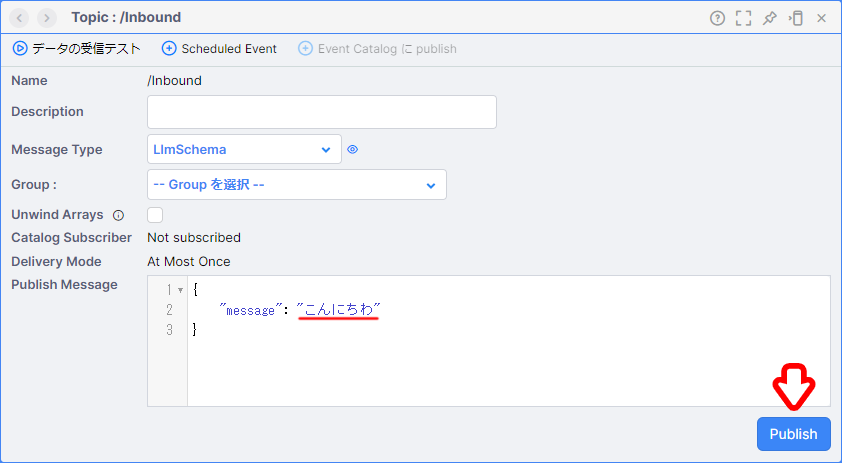 Topic : /Inbound
データの受信テスト Scheduled Event Event Catalog に publish
Name /Inbound
Description
Message Type LlmSchema
Group : -- Group を選択 --
Unwind Arrays
Catalog Subscriber Not subscribed
Delivery Mode At Most Once
Publish Message
1 {
2 "message": "こんにちわ"
3 }
Publish